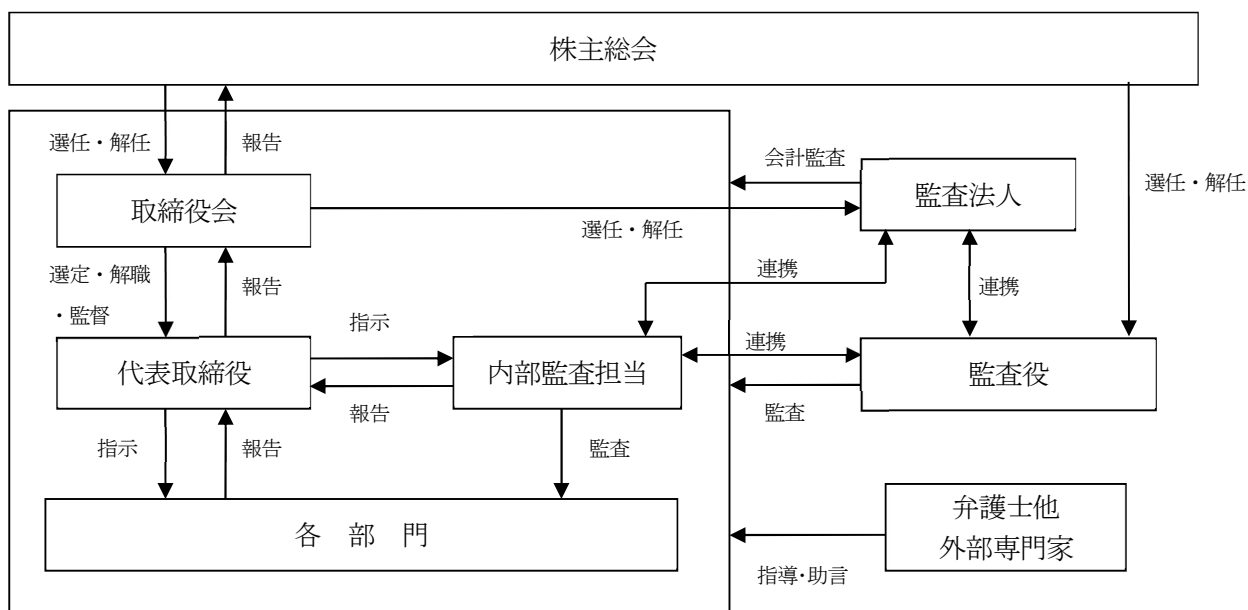 株主総会
選任・解任
報告
会計監査
監査法人
選任・解任
取締役会
選任・解任
選定・解職
・監督
報告
連携
連携
指示
代表取締役
内部監査担当
連携
監査役
報告
監査
指示
報告
監査
各 部 門
弁護士他
外部専門家
指導・助言